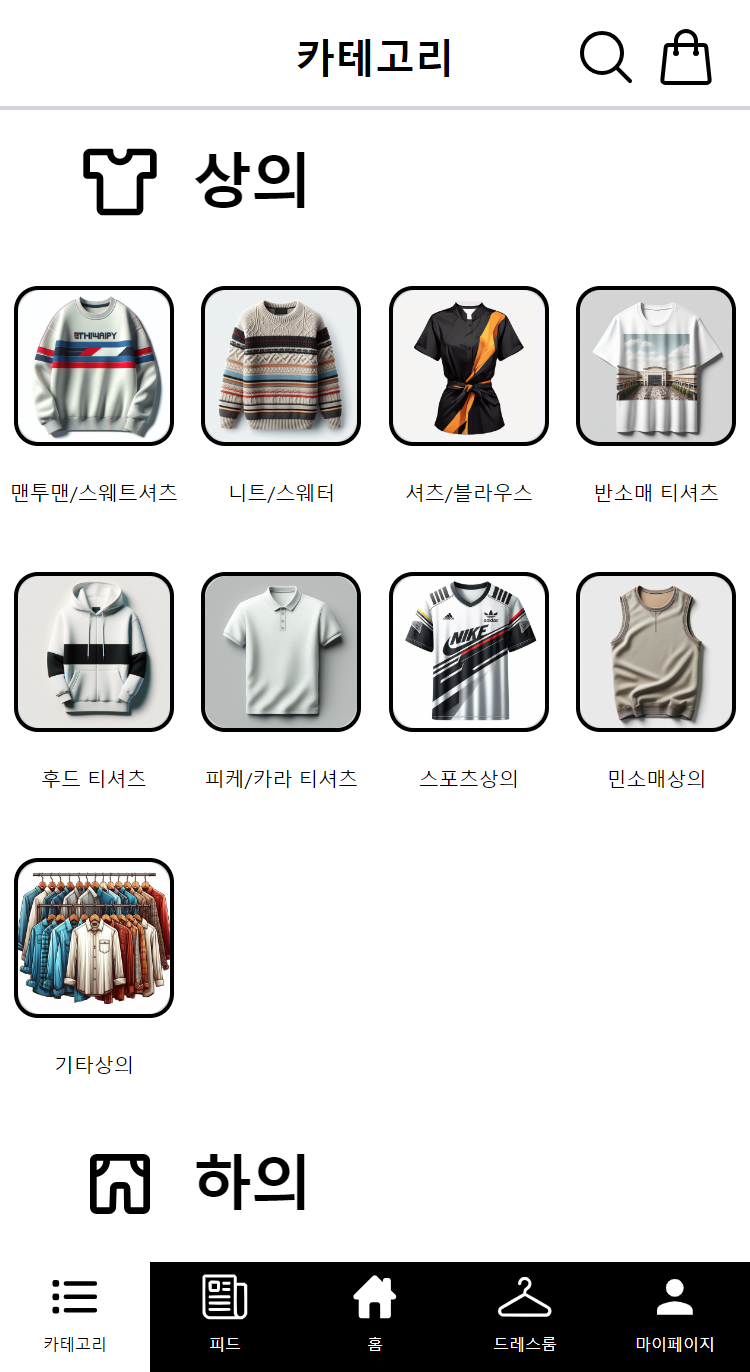 카테고리
상의
맨투맨/스웨트셔츠
니트/스웨터
셔츠/블라우스
반소매 티셔츠
후드 티셔츠
피케/카라 티셔츠
NIKE
adidas
스포츠상의
민소매상의
기타상의
하의
카테고리
피드
홈
드레스룸
마이페이지